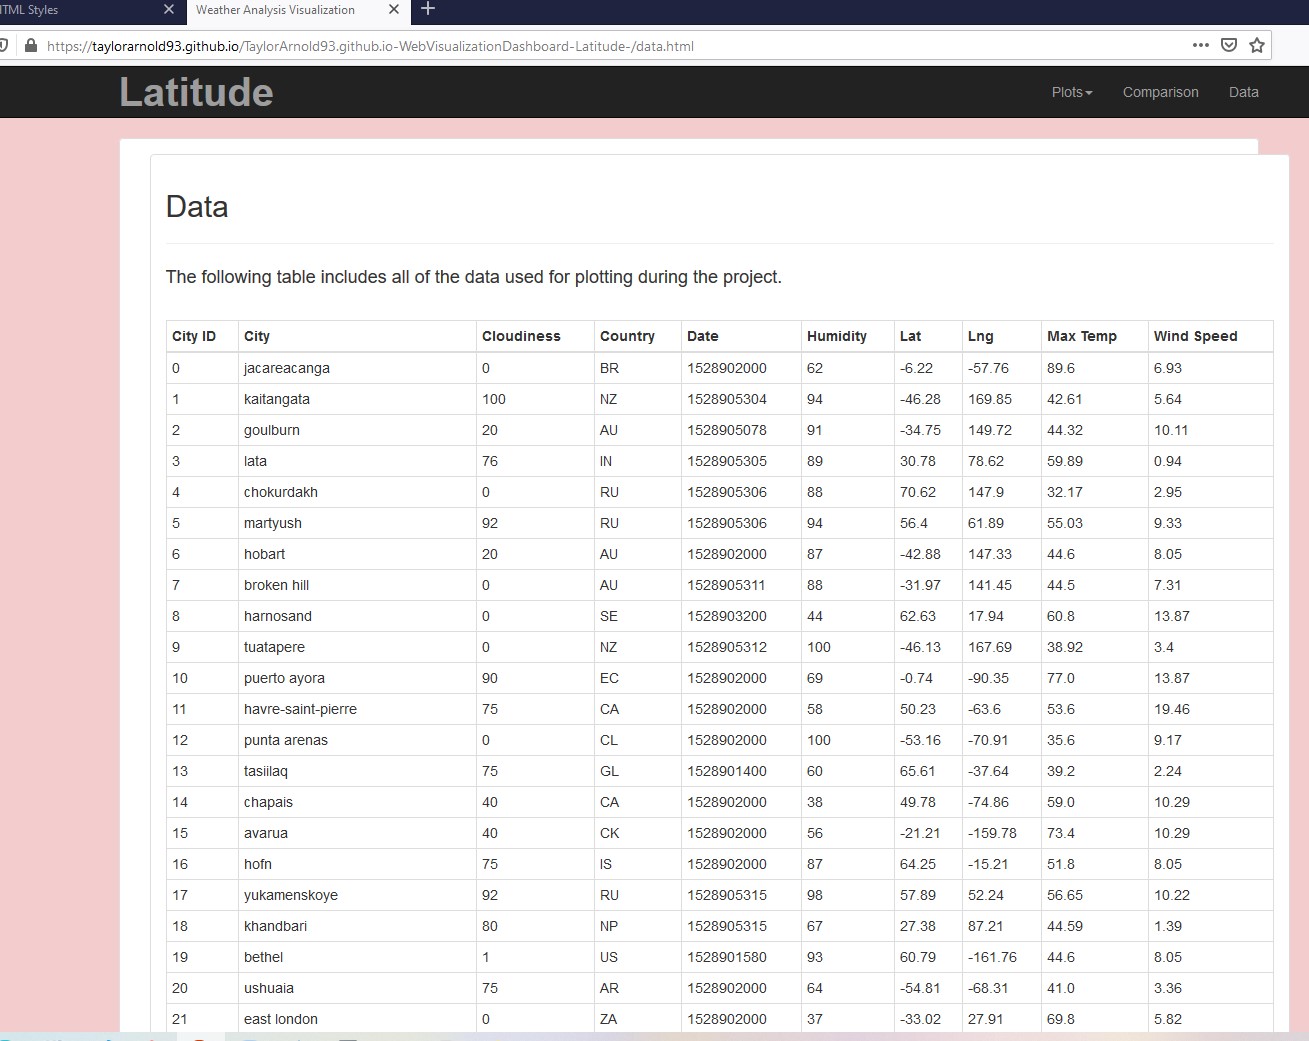 TML Styles Weather Analysis Visualization
https://taylorarnold93.github.io/TaylorArnold93.github.io-WebVisualizationDashboard-Latitude-/data.html
Latitude Plots Comparison Data
Data
The following table includes all of the data used for plotting during the project.
City ID City Cloudiness Country Date Humidity Lat Lng Max Temp Wind Speed
0 jacareacanga 0 BR 1528902000 62 -6.22 -57.76 89.6 6.93
1 kaitangata 100 NZ 1528905304 94 -46.28 169.85 42.61 5.64
2 goulburn 20 AU 1528905078 91 -34.75 149.72 44.32 10.11
3 lata 76 IN 1528905305 89 30.78 78.62 59.89 0.94
4 chokurdakh 0 RU 1528905306 88 70.62 147.9 32.17 2.95
5 martyush 92 RU 1528905306 94 56.4 61.89 55.03 9.33
6 hobart 20 AU 1528902000 87 -42.88 147.33 44.6 8.05
7 broken hill 0 AU 1528905311 88 -31.97 141.45 44.5 7.31
8 harnosand 0 SE 1528903200 44 62.63 17.94 60.8 13.87
9 tuatapere 0 NZ 1528905312 100 -46.13 167.69 38.92 3.4
10 puerto ayora 90 EC 1528902000 69 -0.74 -90.35 77.0 13.87
11 havre-saint-pierre 75 CA 1528902000 58 50.23 -63.6 53.6 19.46
12 punta arenas 0 CL 1528902000 100 -53.16 -70.91 35.6 9.17
13 tasiilaq 75 GL 1528901400 60 65.61 -37.64 39.2 2.24
14 chapais 40 CA 1528902000 38 49.78 -74.86 59.0 10.29
15 avarua 40 CK 1528902000 56 -21.21 -159.78 73.4 10.29
16 hofn 75 IS 1528902000 87 64.25 -15.21 51.8 8.05
17 yukamenskoye 92 RU 1528905315 98 57.89 52.24 56.65 10.22
18 khandbari 80 NP 1528905315 67 27.38 87.21 44.59 1.39
19 bethel 1 US 1528901580 93 60.79 -161.76 44.6 8.05
20 ushuaia 75 AR 1528902000 64 -54.81 -68.31 41.0 3.36
21 east london 0 ZA 1528902000 37 -33.02 27.91 69.8 5.82